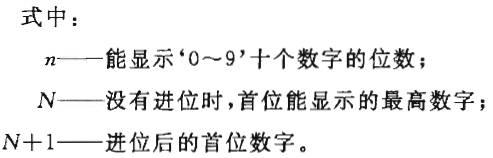 式中：
n——能显示‘0～9’十个数字的位数；
N——没有进位时，首位能显示的最高数字；
N＋1——进位后的首位数字。